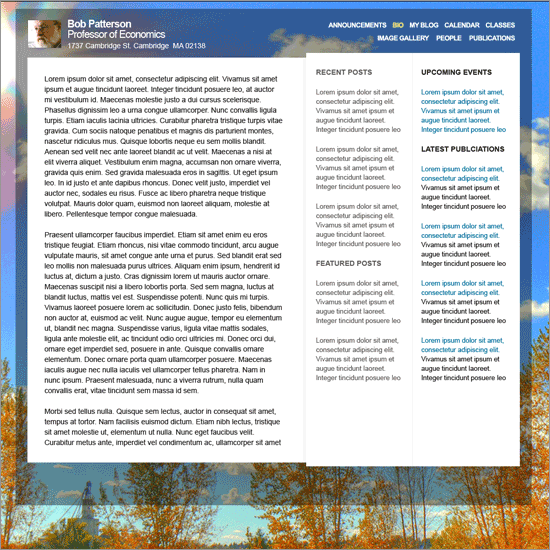 Bob Patterson
Professor of Economics
1737 Cambridge St. Cambridge MA 02138
ANNOUNCEMENTS BIO MY BLOG CALENDAR CLASSES
IMAGE GALLERY PEOPLE PUBLICATIONS
Lorem ipsum dolor sit amet, consectetur adipiscing elit. Vivamus sit amet
ipsum et augue tincidunt laoreet. Integer tincidunt posuere leo, at auctor
mi vestibulum id. Maecenas molestie justo a dui cursus scelerisque.
Phasellus dignissim leo a urna congue ullamcorper. Nunc convallis ligula
turpis. Etiam iaculis lacinia ultricies. Curabitur pharetra tristique turpis vitae
gravida. Cum sociis natoque penatibus et magnis dis parturient montes,
nascetur ridiculus mus. Quisque lobortis neque eu sem mollis blandit.
Aenean sed velit nec ante laoreet blandit ac ut velit. Maecenas a nisi at
elit viverra aliquet. Vestibulum enim magna, accumsan non ornare viverra,
gravida quis enim. Sed gravida malesuada eros in sagittis. Ut eget ipsum
leo. In id justo et ante dapibus rhoncus. Donec velit justo, imperdiet vel
auctor nec, sodales eu risus. Fusce ac libero pharetra neque tristique
volutpat. Mauris dolor quam, euismod non laoreet aliquam, molestie at
libero. Pellentesque tempor congue malesuada.
Praesent ullamcorper faucibus imperdiet. Etiam sit amet enim eu eros
tristique feugiat. Etiam rhoncus, nisi vitae commodo tincidunt, arcu augue
vulputate mauris, sit amet congue ante urna et purus. Sed blandit erat sed
leo mollis non malesuada purus ultrices. Aliquam enim ipsum, hendrerit id
luctus at, dictum a justo. Cras dignissim lorem ut mauris auctor ornare.
Maecenas suscipit nisi a libero lobortis porta. Sed sem magna, luctus at
blandit luctus, mattis vel est. Suspendisse potenti. Nunc quis mi turpis.
Vivamus laoreet posuere lorem ac sollicitudin. Donec justo felis, bibendum
non auctor at, euismod ac velit. Nunc augue augue, tempor eu elementum
ut, blandit nec magna. Suspendisse varius, ligula vitae mattis sodales,
ligula ante molestie elit, ac tincidunt odio orci ultricies mi. Donec orci dui,
ornare eget imperdiet sed, posuere in ante. Quisque convallis ornare
elementum. Donec ornare porta quam ullamcorper posuere. Maecenas
iaculis augue nec nulla iaculis vel ullamcorper tellus pharetra. Nam in
nunc ipsum. Praesent malesuada, nunc a viverra rutrum, nulla quam
convallis erat, vitae tincidunt sem massa id sem.
Morbi sed tellus nulla. Quisque sem lectus, auctor in consequat sit amet,
tempus at tortor. Nam facilisis euismod dictum. Etiam nibh lectus, tristique
sit amet molestie ut, elementum ut nulla. Nunc eget faucibus velit.
Curabitur metus ante, imperdiet vel condimentum ac, ullamcorper sit amet
RECENT POSTS
Lorem ipsum dolor sit amet,
consectetur adipiscing elit.
Vivamus sit amet ipsum et
augue tincidunt laoreet.
Integer tincidunt posuere leo
Lorem ipsum dolor sit amet,
consectetur adipiscing elit.
Vivamus sit amet ipsum et
augue tincidunt laoreet.
Integer tincidunt posuere leo
Lorem ipsum dolor sit amet,
consectetur adipiscing elit.
Vivamus sit amet ipsum et
augue tincidunt laoreet.
Integer tincidunt posuere leo
FEATURED POSTS
Lorem ipsum dolor sit amet,
consectetur adipiscing elit.
Vivamus sit amet ipsum et
augue tincidunt laoreet.
Integer tincidunt posuere leo
Lorem ipsum dolor sit amet,
consectetur adipiscing elit.
Vivamus sit amet ipsum et
augue tincidunt laoreet.
Integer tincidunt posuere leo
UPCOMING EVENTS
Lorem ipsum dolor sit amet,
consectetur adipiscing elit.
Vivamus sit amet ipsum et
augue tincidunt laoreet.
Integer tincidunt posuere leo
LATEST PUBLCIATIONS
Lorem ipsum dolor sit amet,
consectetur adipiscing elit.
Vivamus sit amet ipsum et
augue tincidunt laoreet.
Integer tincidunt posuere leo
Lorem ipsum dolor sit amet,
consectetur adipiscing elit.
Vivamus sit amet ipsum et
augue tincidunt laoreet.
Integer tincidunt posuere leo
Lorem ipsum dolor sit amet,
consectetur adipiscing elit.
Vivamus sit amet ipsum et
augue tincidunt laoreet.
Integer tincidunt posuere leo
Lorem ipsum dolor sit amet,
consectetur adipiscing elit.
Vivamus sit amet ipsum et
augue tincidunt laoreet.
Integer tincidunt posuere leo